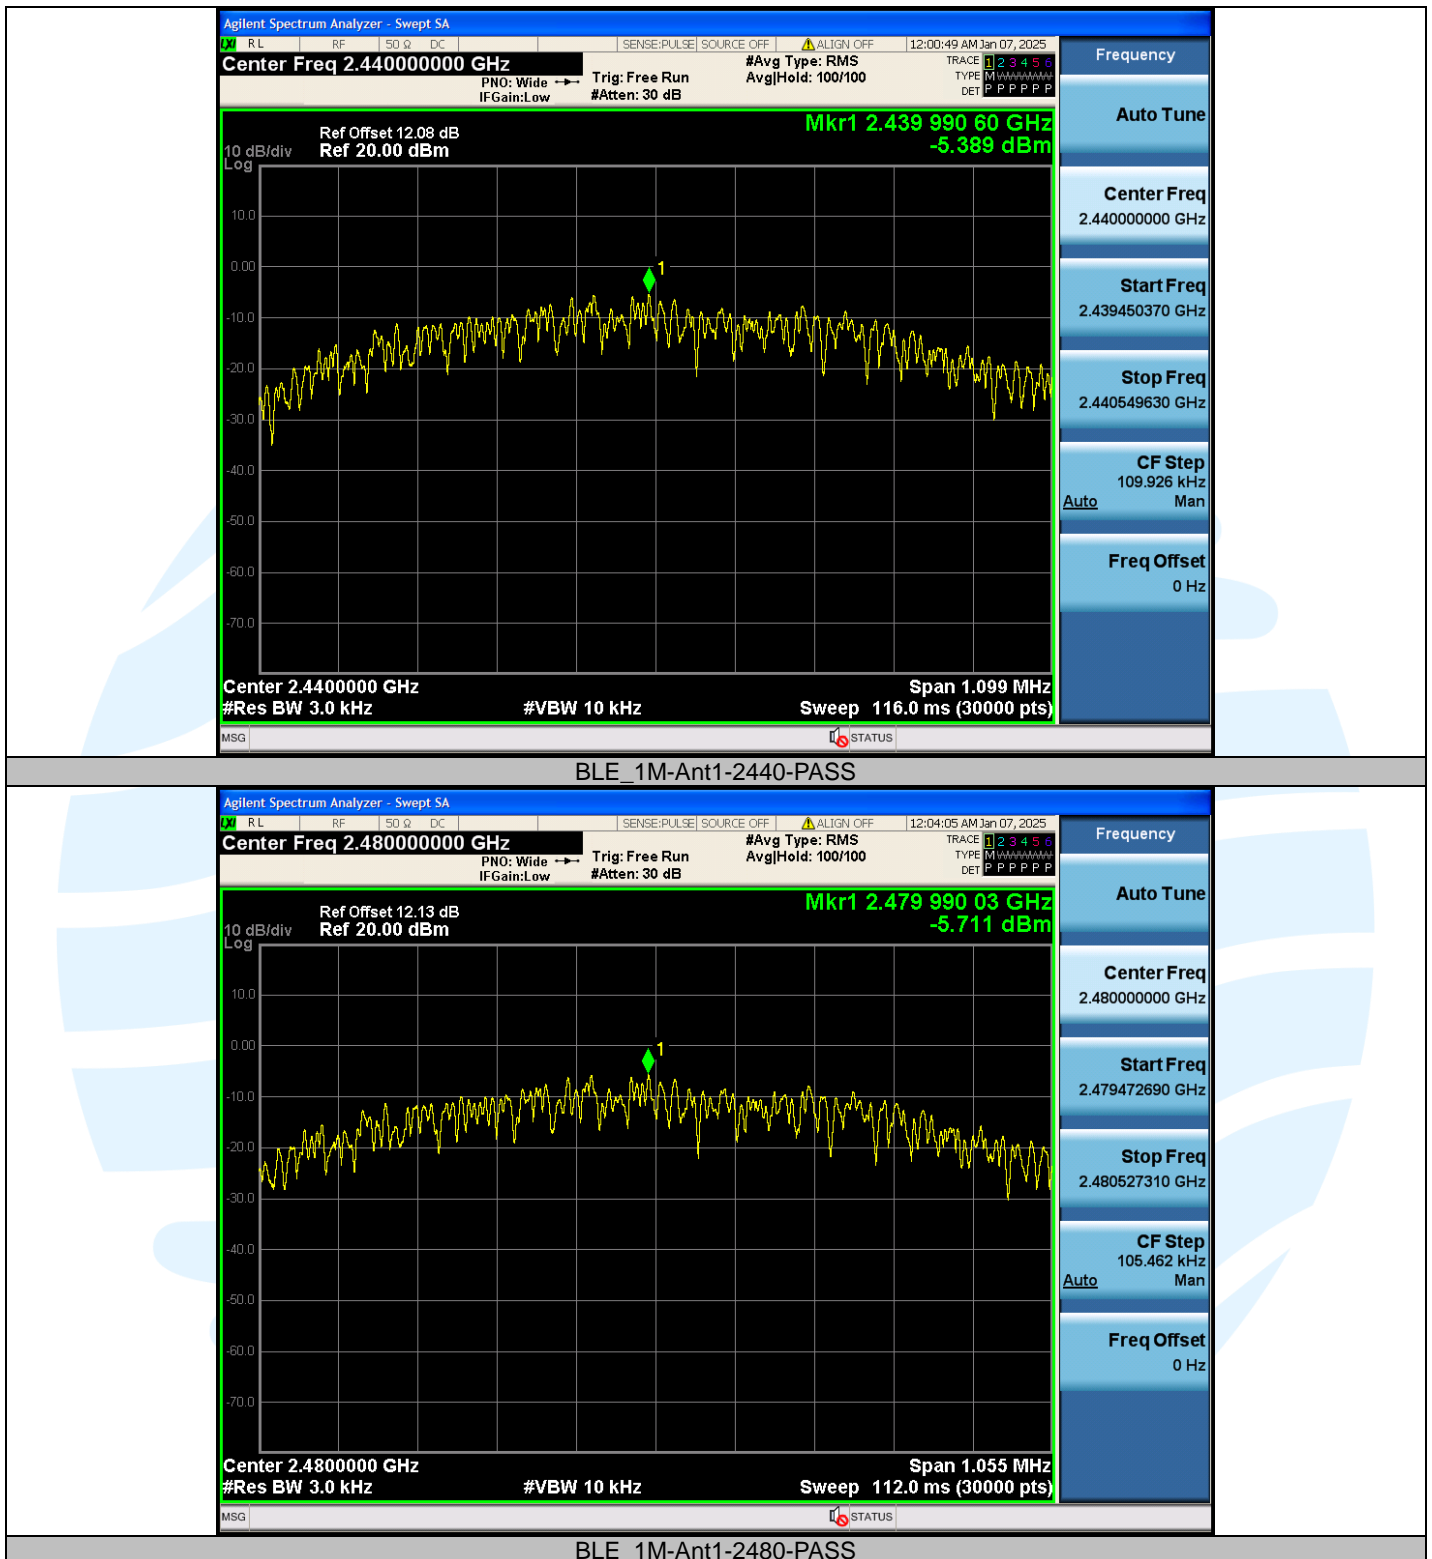 Agilent Spectrum Analyzer - Swept SA
LXI RL RF 50 Ω DC SENSE:PULSE SOURCE OFF ALIGN OFF 12:00:49 AM Jan 07, 2025
Center Freq 2.440000000 GHz
PNO: Wide
IFGain:Low
Trig: Free Run
#Atten: 30 dB
#Avg Type: RMS
Avg|Hold: 100/100
TRACE 1 2 3 4 5 6
TYPE M
DET P P P P P P
Mkr1 2.439 990 60 GHz
-5.389 dBm
Ref Offset 12.08 dB
10 dB/div Ref 20.00 dBm
Log
10.0
0.00
-10.0
-20.0
-30.0
-40.0
-50.0
-60.0
-70.0
1
Center 2.4400000 GHz Span 1.099 MHz
#Res BW 3.0 kHz #VBW 10 kHz Sweep 116.0 ms (30000 pts)
MSG STATUS
Frequency
Auto Tune
Center Freq
2.440000000 GHz
Start Freq
2.439450370 GHz
Stop Freq
2.440549630 GHz
CF Step
109.926 kHz
Auto Man
Freq Offset
0 Hz
BLE_1M-Ant1-2440-PASS
Agilent Spectrum Analyzer - Swept SA
LXI RL RF 50 Ω DC SENSE:PULSE SOURCE OFF ALIGN OFF 12:04:05 AM Jan 07, 2025
Center Freq 2.480000000 GHz
PNO: Wide
IFGain:Low
Trig: Free Run
#Atten: 30 dB
#Avg Type: RMS
Avg|Hold: 100/100
TRACE 1 2 3 4 5 6
TYPE M
DET P P P P P P
Mkr1 2.479 990 03 GHz
-5.711 dBm
Ref Offset 12.13 dB
10 dB/div Ref 20.00 dBm
Log
10.0
0.00
-10.0
-20.0
-30.0
-40.0
-50.0
-60.0
-70.0
1
Center 2.4800000 GHz Span 1.055 MHz
#Res BW 3.0 kHz #VBW 10 kHz Sweep 112.0 ms (30000 pts)
MSG STATUS
Frequency
Auto Tune
Center Freq
2.480000000 GHz
Start Freq
2.479472690 GHz
Stop Freq
2.480527310 GHz
CF Step
105.462 kHz
Auto Man
Freq Offset
0 Hz
BLE_1M-Ant1-2480-PASS